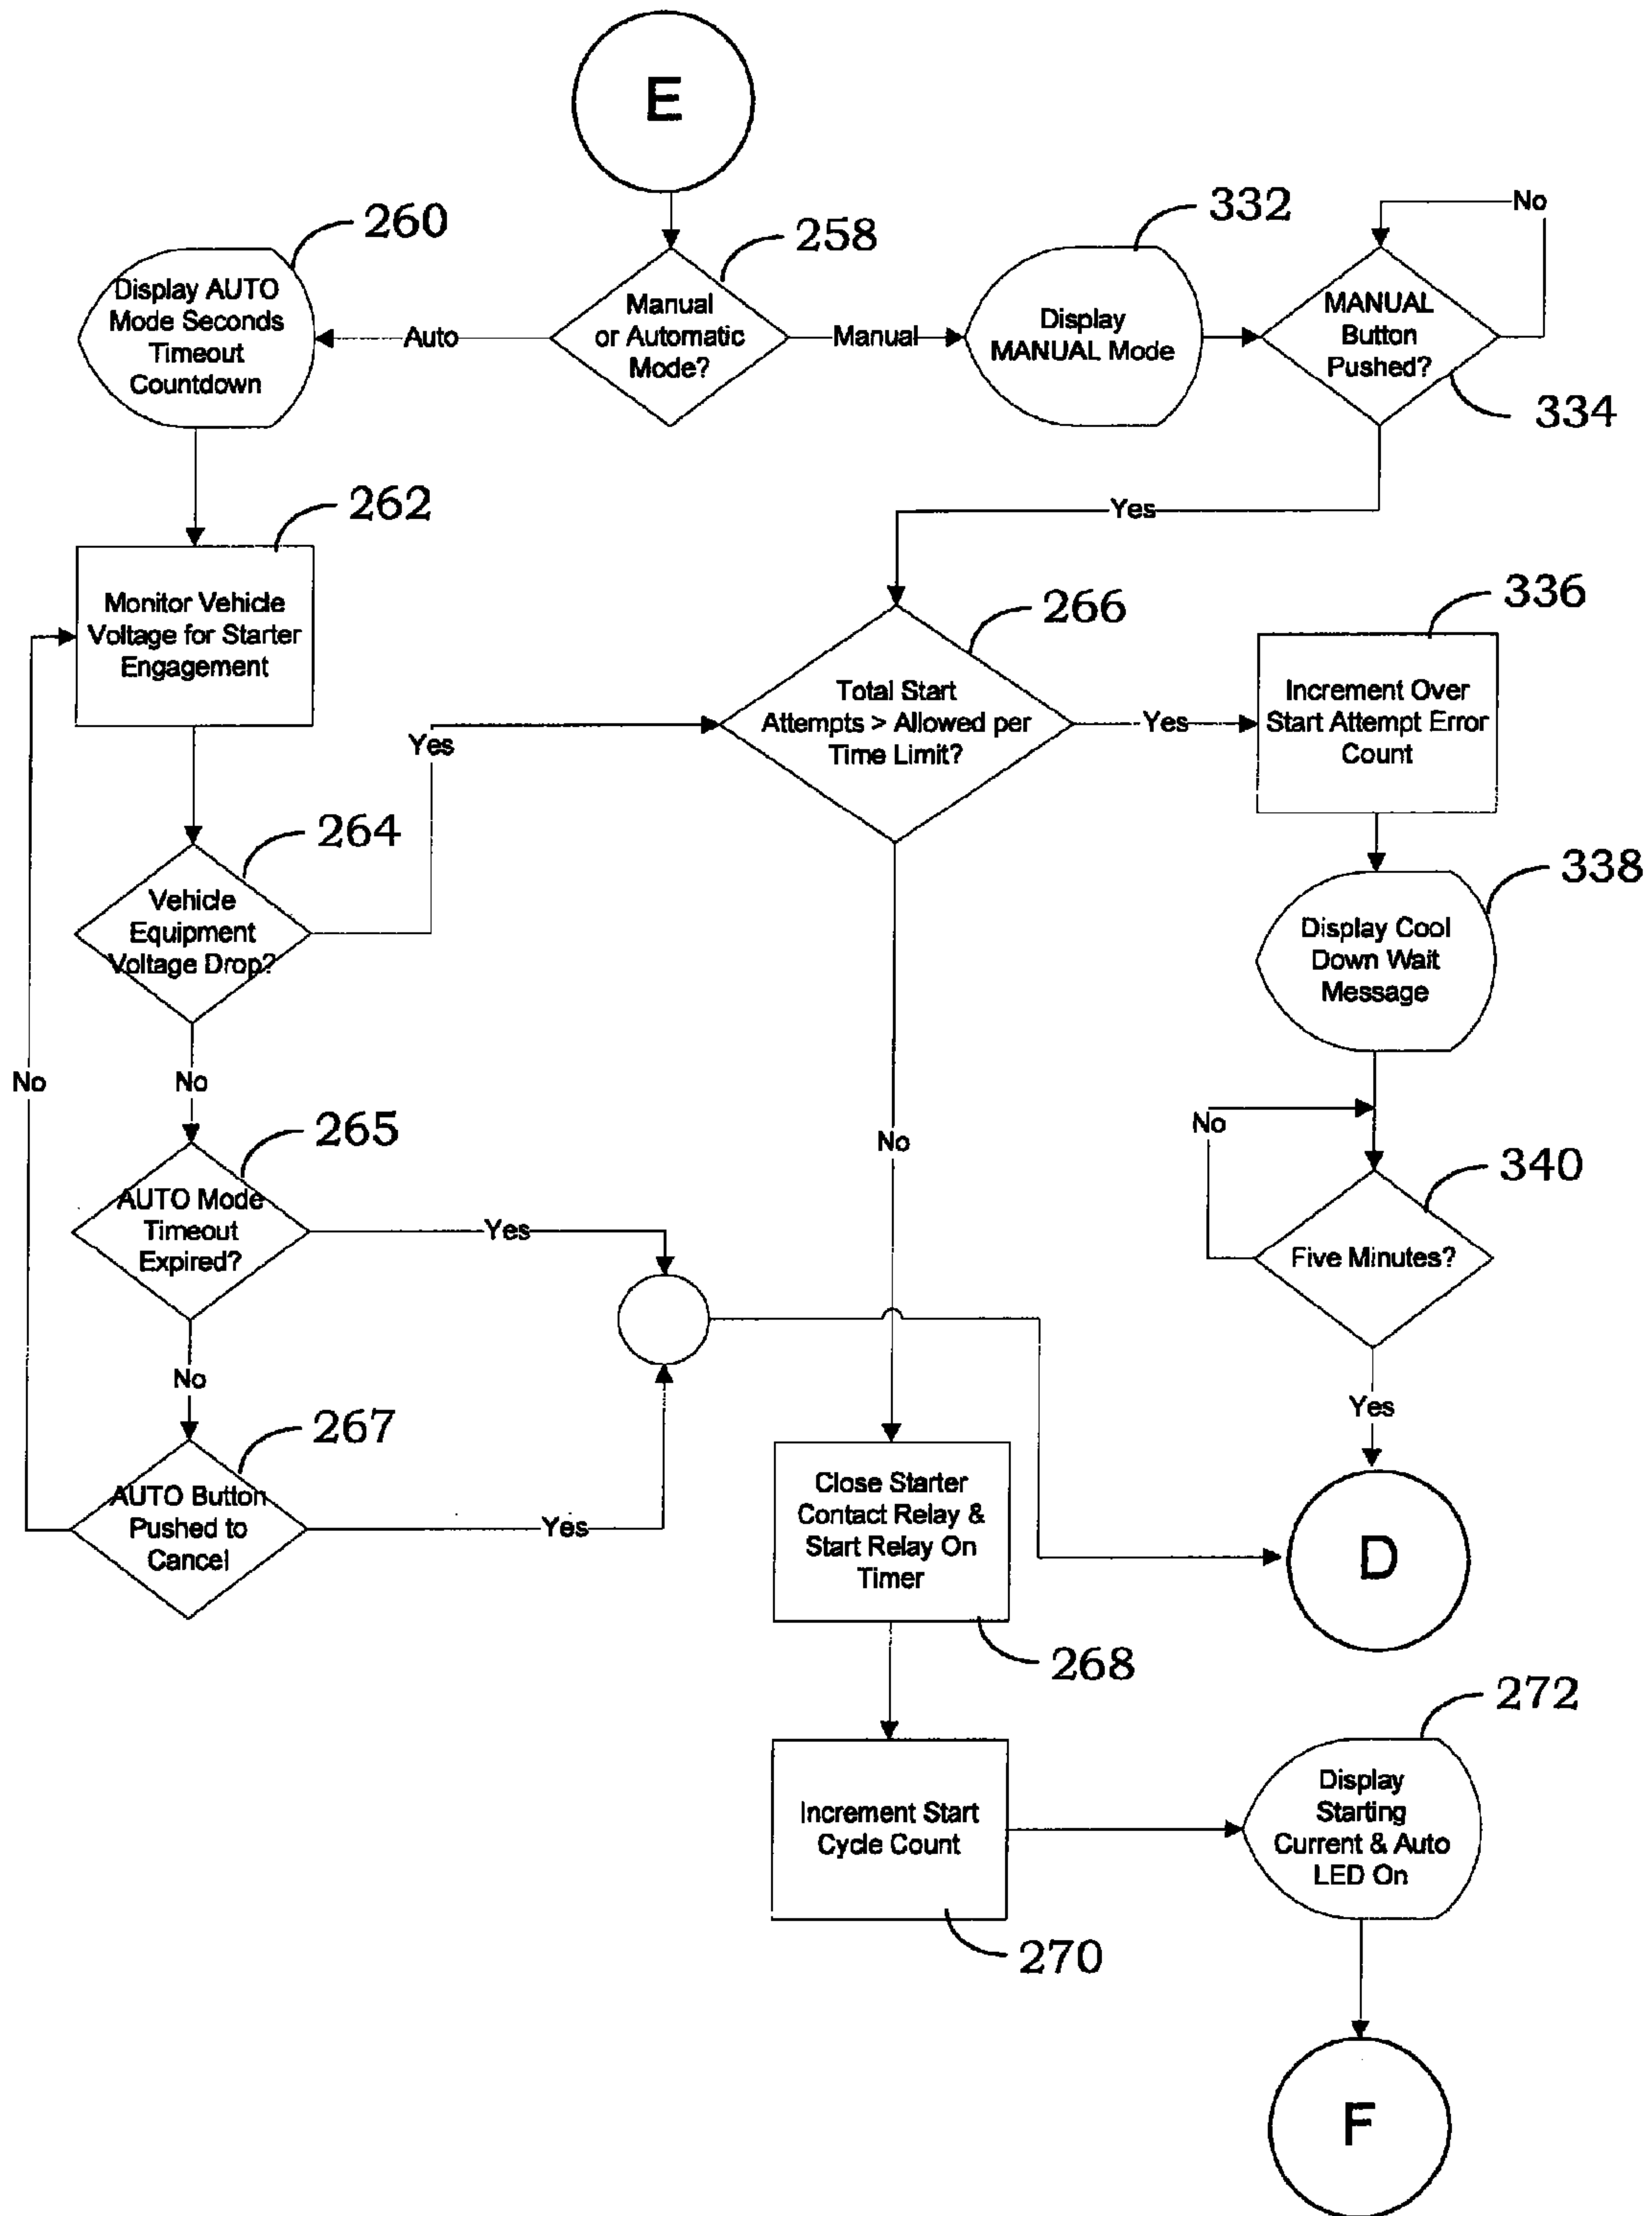 E
260
258
332
No
Display AUTO
Mode Seconds
Timeout
Countdown
Auto
Manual
or Automatic
Mode?
Manual
Display
MANUAL Mode
MANUAL
Button
Pushed?
334
262
Yes
Monitor Vehicle
Voltage for Starter
Engagement
266
336
Total Start
Attempts > Allowed per
Time Limit?
Yes
Increment Over
Start Attempt Error
Count
Yes
264
338
Vehicle
Equipment
Voltage Drop?
Display Cool
Down Wait
Message
No
No
265
No
No
340
AUTO Mode
Timeout
Expired?
Yes
Five Minutes?
No
Yes
267
AUTO Button
Pushed to
Cancel
Yes
Close Starter
Contact Relay &
Start Relay On
Timer
D
268
272
Increment Start
Cycle Count
Display
Starting
Current & Auto
LED On
270
F